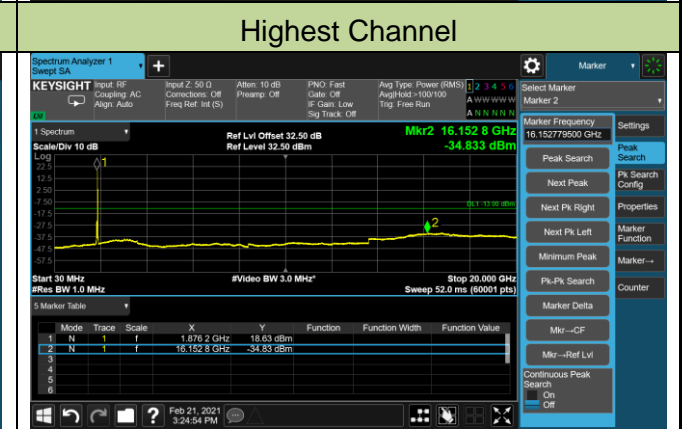 Highest Channel
Spectrum Analyzer 1
Swept SA
Marker
KEYSIGHT
Input: RF
Coupling: AC
Align: Auto
Input Z: 50 Ω
Corrections: Off
Freq Ref: Int (S)
Atten: 10 dB
Preamp: Off
PNO: Fast
Gate: Off
IF Gain: Low
Sig Track: Off
Avg Type: Power (RMS)
Avg|Hold:>100/100
Trig: Free Run
1 2 3 4 5 6
A W W W W W
A N N N N N
LXI
Select Marker
Marker 2
1 Spectrum
Scale/Div 10 dB
Ref Lvl Offset 32.50 dB
Ref Level 32.50 dBm
Mkr2 16.152 8 GHz
-34.833 dBm
Log
22.5
12.5
2.50
-7.50
-17.5
-27.5
-37.5
-47.5
-57.5
1
2
DL1 -13.00 dBm
Start 30 MHz
#Res BW 1.0 MHz
#Video BW 3.0 MHz*
Stop 20.000 GHz
Sweep 52.0 ms (60001 pts)
5 Marker Table
Mode Trace Scale X Y Function Function Width Function Value
1 N 1 f 1.876 2 GHz 18.63 dBm
2 N 1 f 16.152 8 GHz -34.83 dBm
3
4
5
6
Marker Frequency
16.152779500 GHz
Peak Search
Next Peak
Next Pk Right
Next Pk Left
Minimum Peak
Pk-Pk Search
Marker Delta
Mkr→CF
Mkr→Ref Lvl
Continuous Peak
Search
On
Off
Settings
Peak
Search
Pk Search
Config
Properties
Marker
Function
Marker→
Counter
Feb 21, 2021
3:24:54 PM